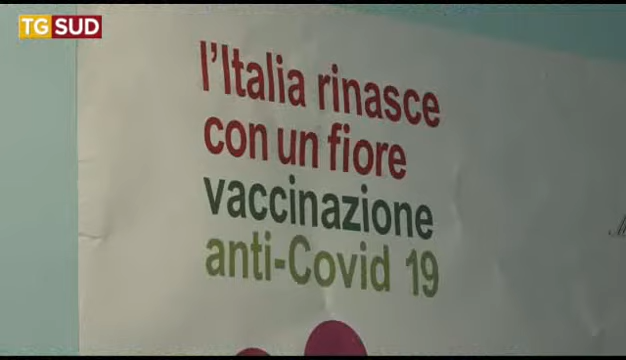 TG SUD
l'Italia rinasce
con un fiore
vaccinazione
anti-Covid 19